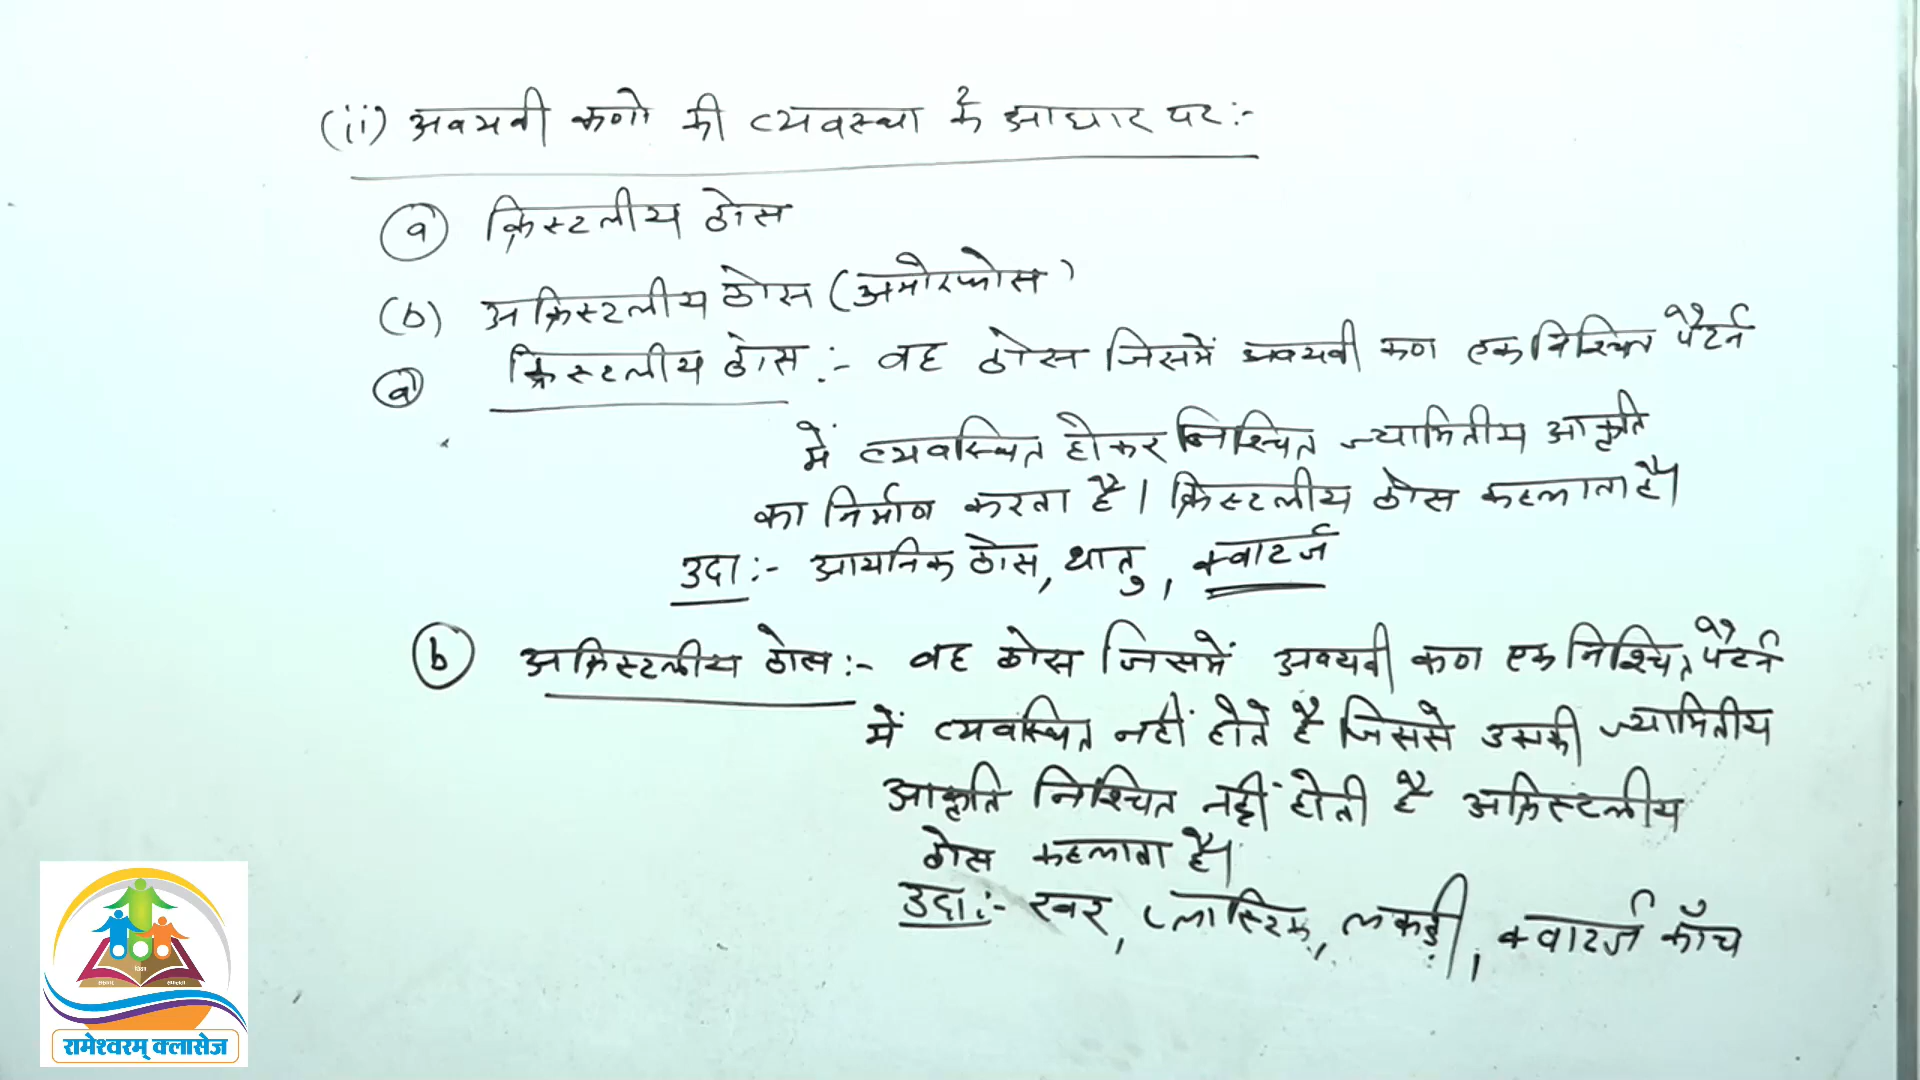 (ii) अवयवी कणो की व्यवस्था के आधार पर :-
(a) क्रिस्टलीय ठोस
(b) अक्रिस्टलीय ठोस (अमोरफोस)
(a) क्रिस्टलीय ठोस :- वह ठोस जिसमें अवयवी कण एक निश्चित पैटर्न
में व्यवस्थित होकर निश्चित ज्यामितीय आकृति
का निर्माण करता है। क्रिस्टलीय ठोस कहलाता है।
उदा :- आयनिक ठोस, धातु, क्वार्टज
(b) अक्रिस्टलीय ठोस :- वह ठोस जिसमें अवयवी कण एक निश्चित पैटर्न
में व्यवस्थित नहीं होते है जिससे उसकी ज्यामितीय
आकृति निश्चित नहीं होती है अक्रिस्टलीय
ठोस कहलाता है।
उदा :- रबर, प्लास्टिक, लकड़ी, क्वार्टज काँच
रामेश्वरम् क्लासेज